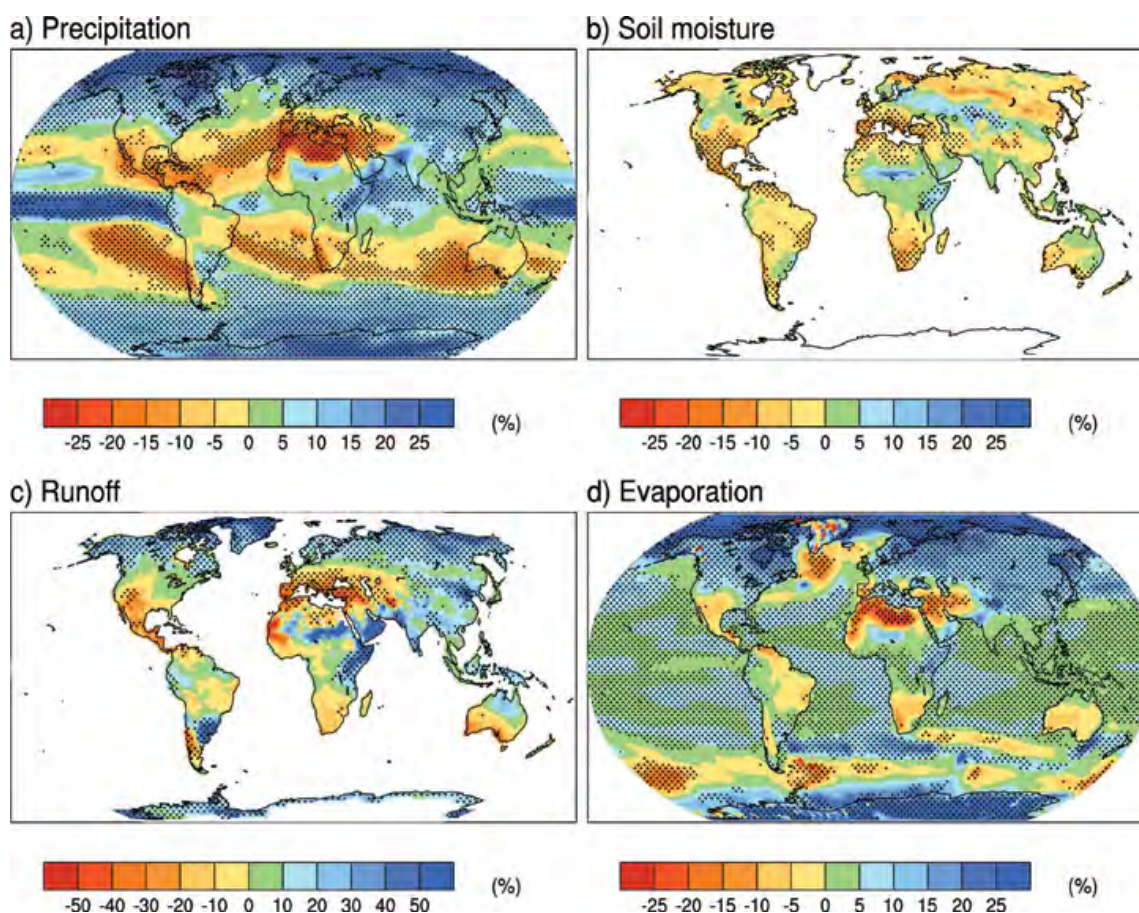 a) Precipitation
b) Soil moisture
-25 -20 -15 -10 -5 0 5 10 15 20 25 (%)
-25 -20 -15 -10 -5 0 5 10 15 20 25 (%)
c) Runoff
d) Evaporation
-50 -40 -30 -20 -10 0 10 20 30 40 50 (%)
-25 -20 -15 -10 -5 0 5 10 15 20 25 (%)